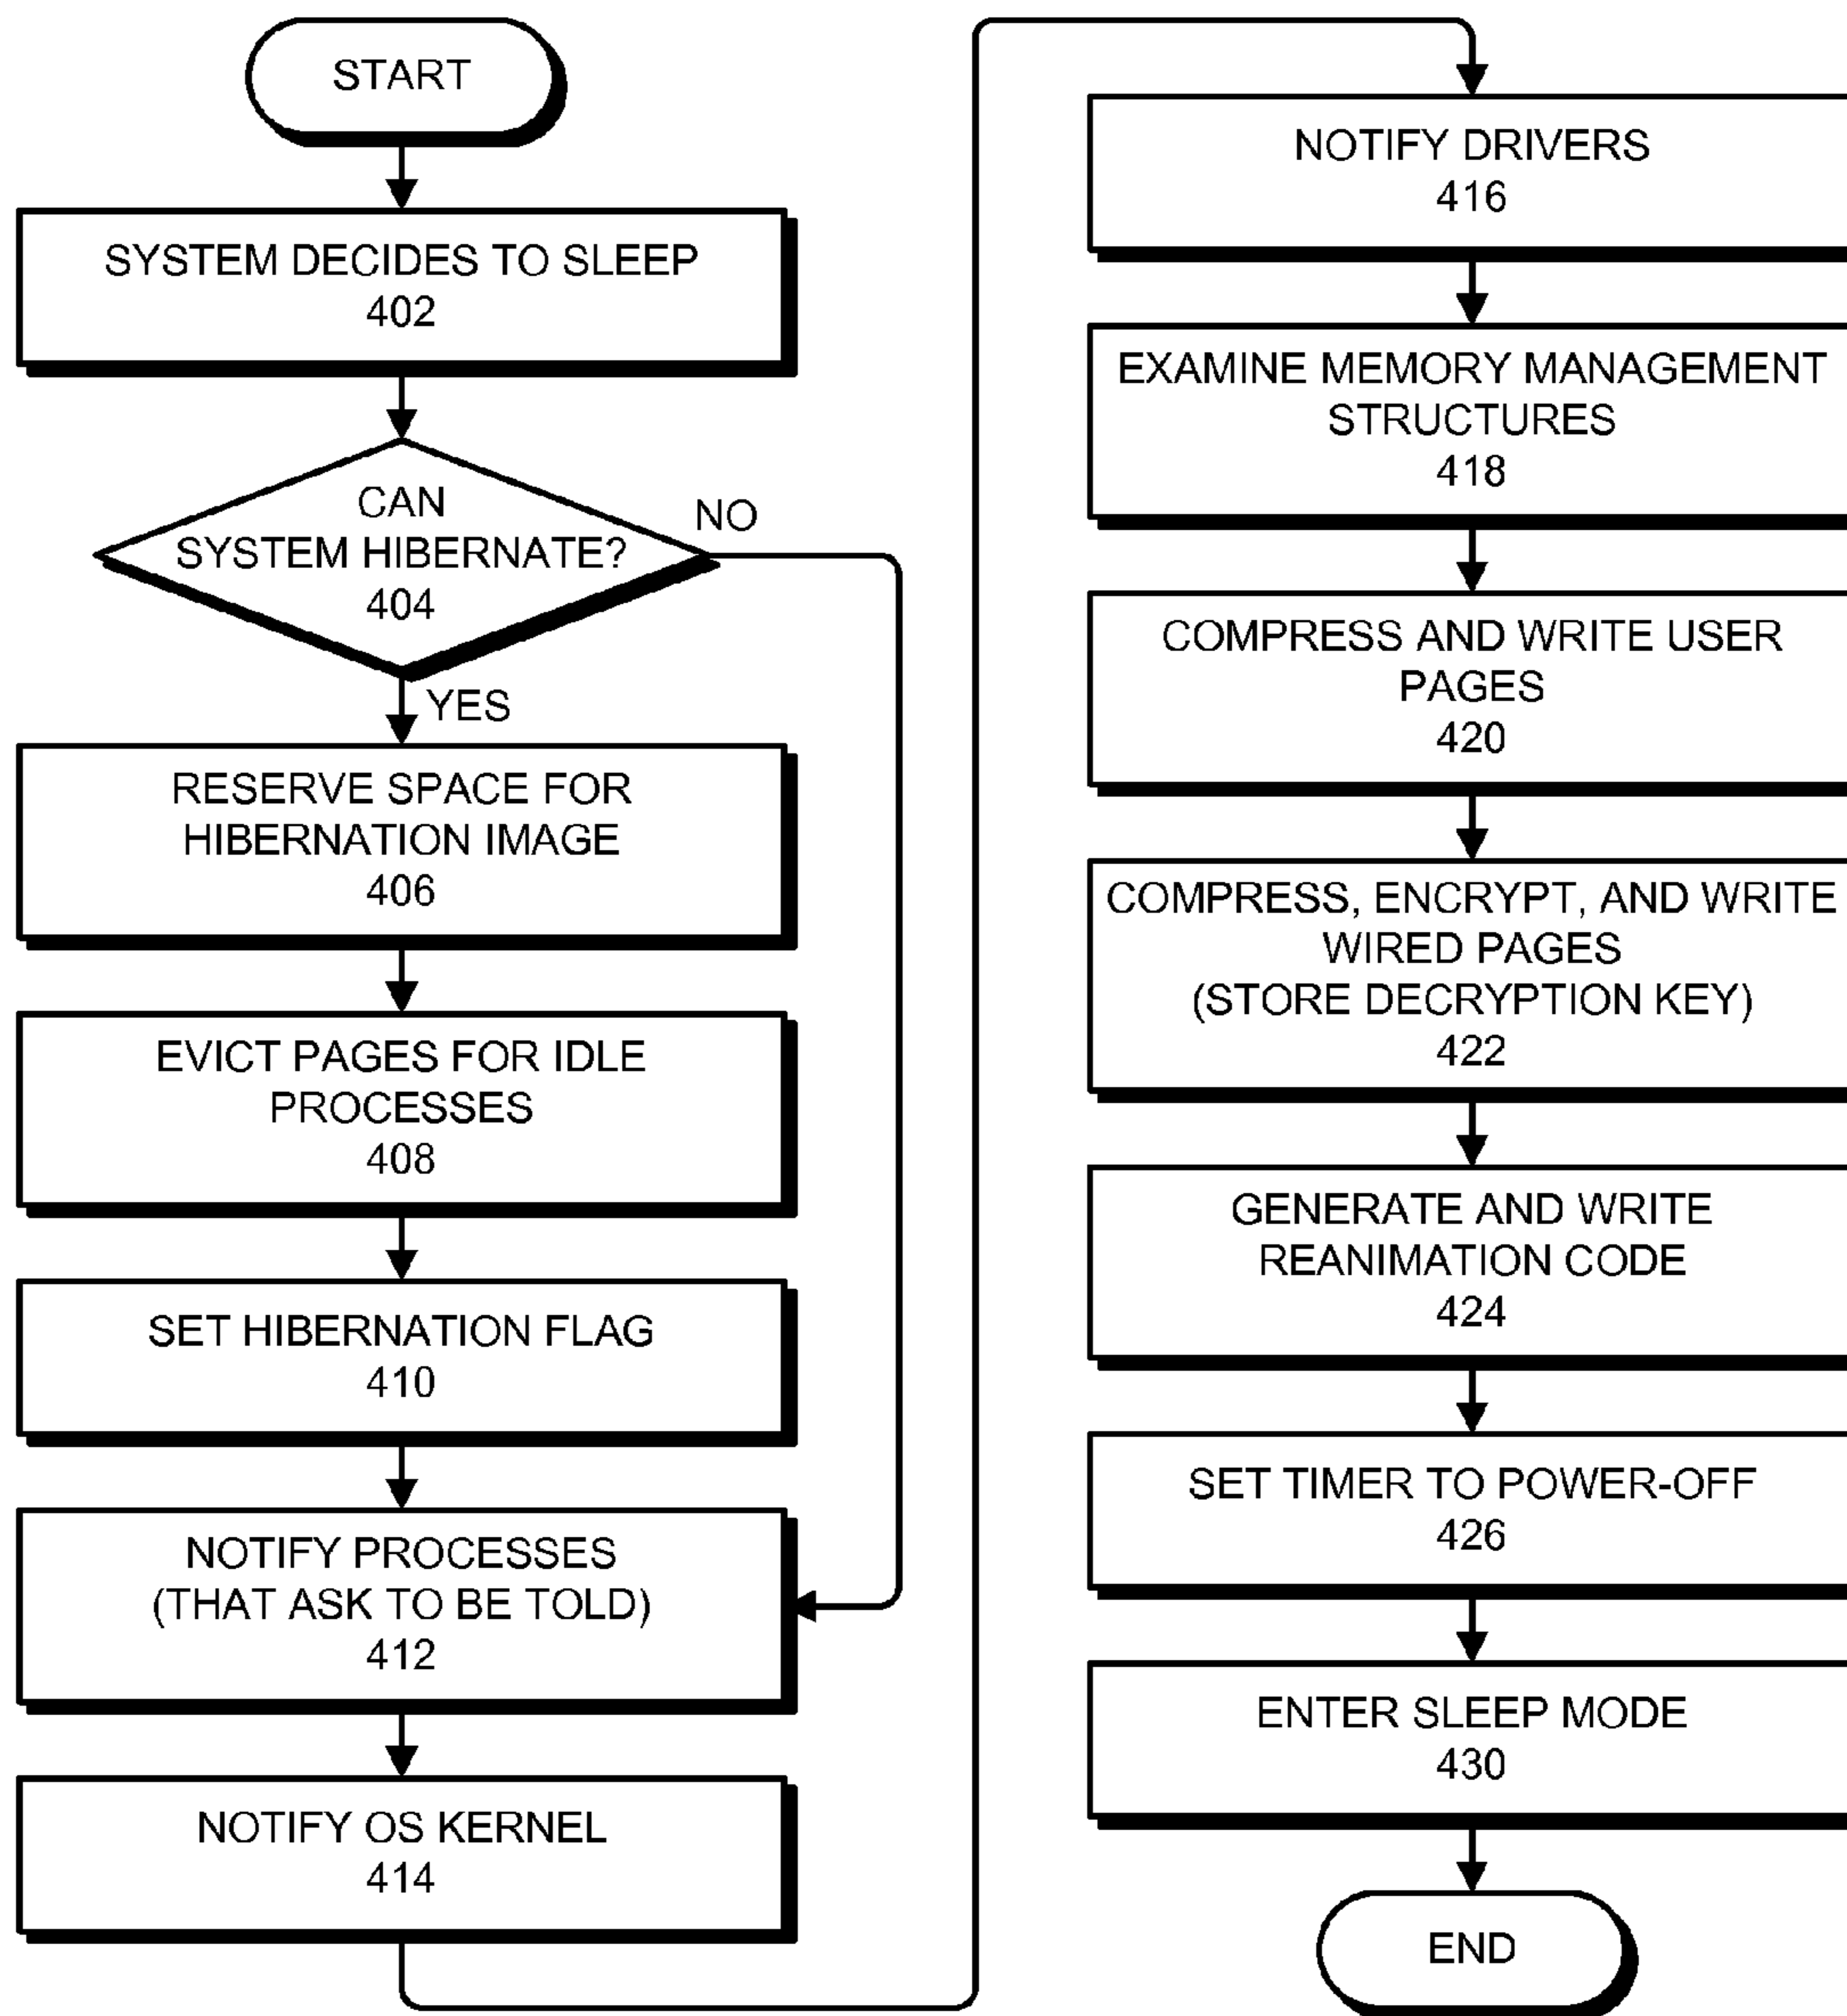 START
SYSTEM DECIDES TO SLEEP
402
CAN
SYSTEM HIBERNATE?
404
NO
YES
RESERVE SPACE FOR
HIBERNATION IMAGE
406
EVICT PAGES FOR IDLE
PROCESSES
408
SET HIBERNATION FLAG
410
NOTIFY PROCESSES
(THAT ASK TO BE TOLD)
412
NOTIFY OS KERNEL
414
NOTIFY DRIVERS
416
EXAMINE MEMORY MANAGEMENT
STRUCTURES
418
COMPRESS AND WRITE USER
PAGES
420
COMPRESS, ENCRYPT, AND WRITE
WIRED PAGES
(STORE DECRYPTION KEY)
422
GENERATE AND WRITE
REANIMATION CODE
424
SET TIMER TO POWER-OFF
426
ENTER SLEEP MODE
430
END